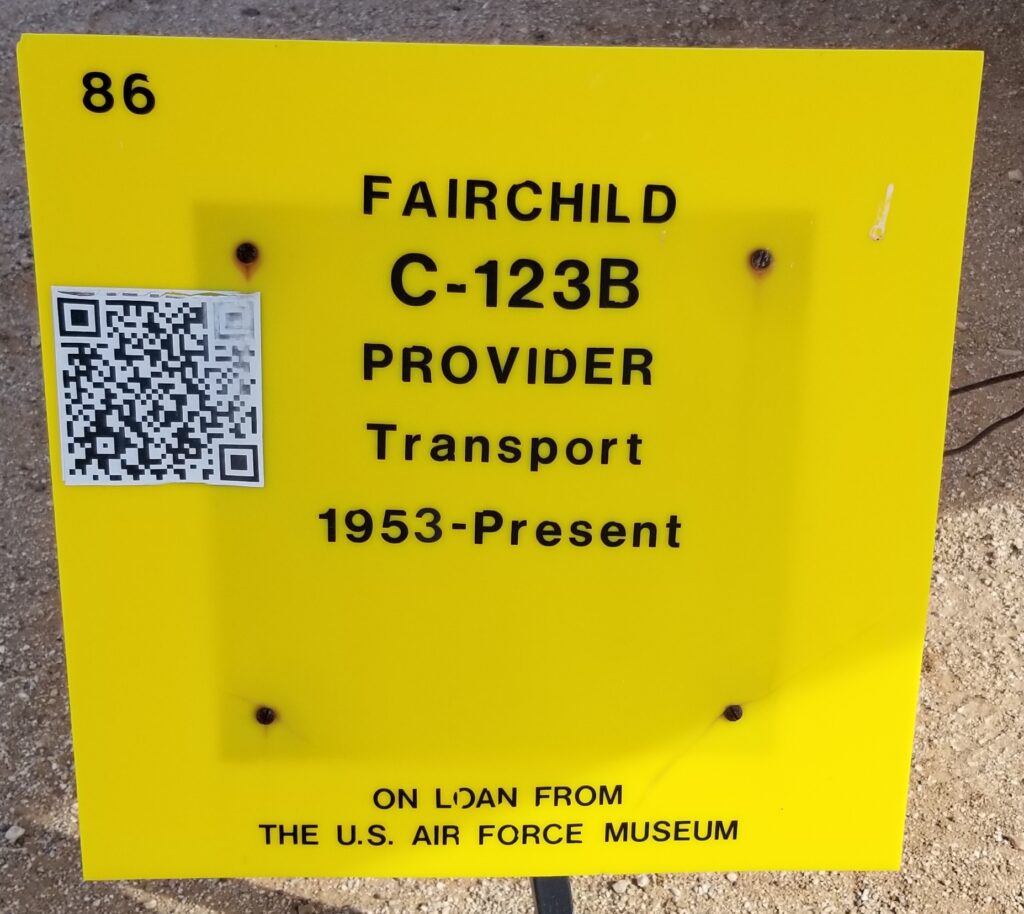 86
FAIRCHILD
C-123B
PROVIDER
Transport
1953-Present
ON LOAN FROM
THE U.S. AIR FORCE MUSEUM